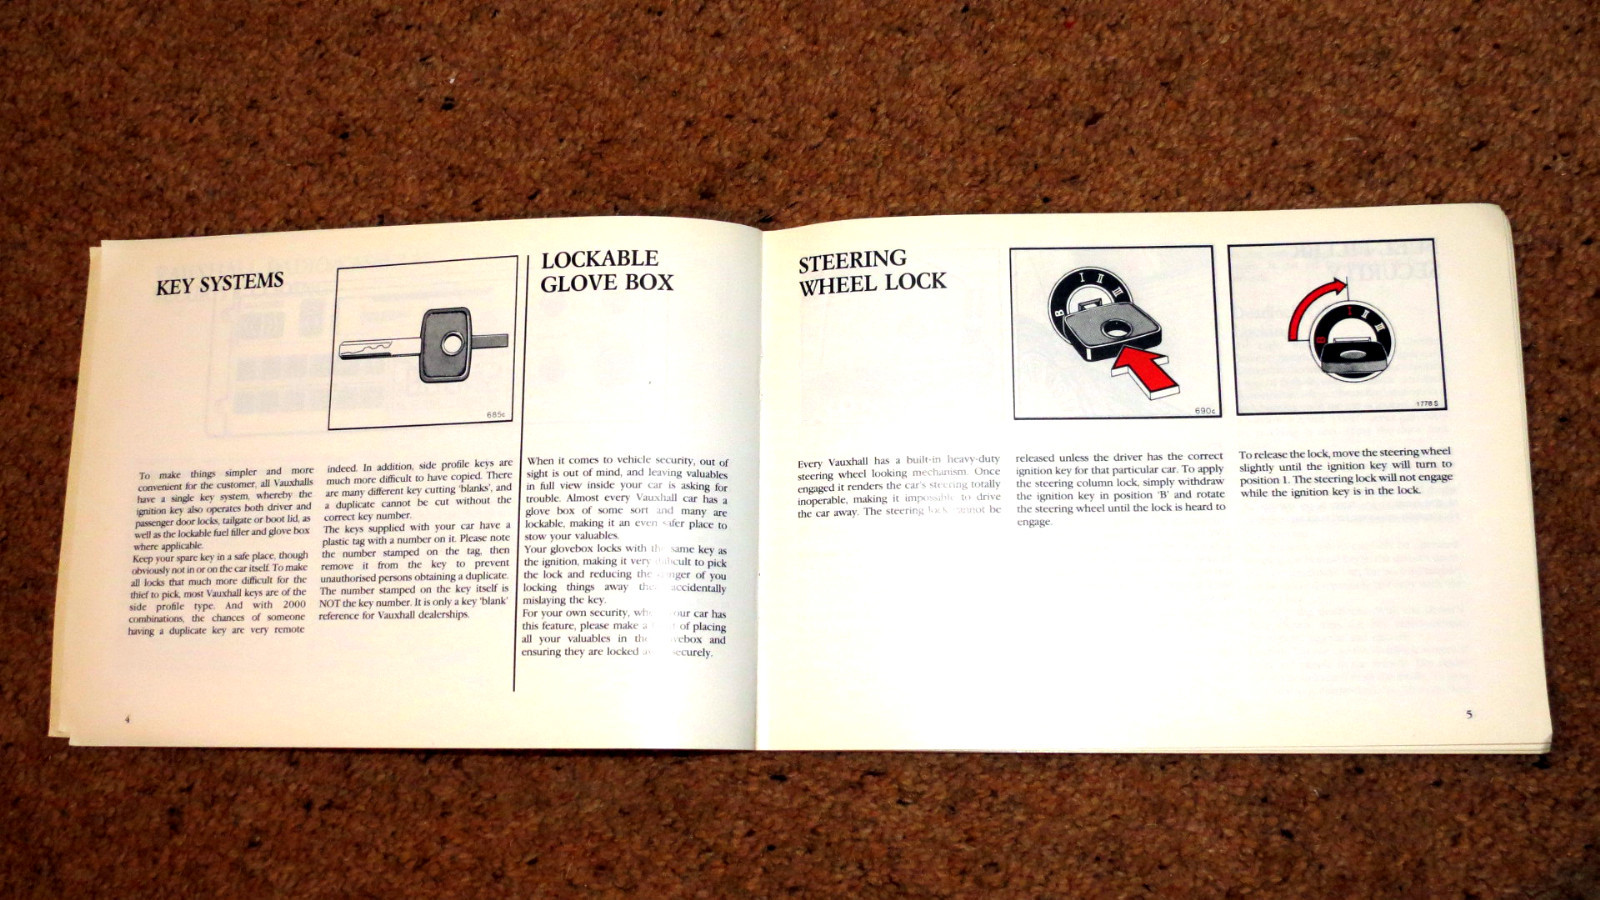 KEY SYSTEMS
685c
To make things simpler and more
convenient for the customer, all Vauxhalls
have a single key system, whereby the
ignition key also operates both driver and
passenger door locks, tailgate or boot lid, as
well as the lockable fuel filler and glove box
where applicable.
Keep your spare key in a safe place, though
obviously not in or on the car itself. To make
all locks that much more difficult for the
thief to pick, most Vauxhall keys are of the
side profile type. And with 2000
combinations, the chances of someone
having a duplicate key are very remote
indeed. In addition, side profile keys are
much more difficult to have copied. There
are many different key cutting 'blanks', and
a duplicate cannot be cut without the
correct key number.
The keys supplied with your car have a
plastic tag with a number on it. Please note
the number stamped on the tag, then
remove it from the key to prevent
unauthorised persons obtaining a duplicate.
The number stamped on the key itself is
NOT the key number. It is only a key 'blank'
reference for Vauxhall dealerships.
LOCKABLE
GLOVE BOX
When it comes to vehicle security, out of
sight is out of mind, and leaving valuables
in full view inside your car is asking for
trouble. Almost every Vauxhall car has a
glove box of some sort and many are
lockable, making it an even safer place to
stow your valuables.
Your glovebox locks with the same key as
the ignition, making it very difficult to pick
the lock and reducing the danger of you
locking things away then accidentally
mislaying the key.
For your own security, your car has
this feature, please make a of placing
all your valuables in the glovebox and
ensuring they are locked securely.
4
STEERING
WHEEL LOCK
B I II III
690c
B I II III
1778 S
Every Vauxhall has a built-in heavy-duty
steering wheel looking mechanism. Once
engaged it renders the car's steering totally
inoperable, making it impossible to drive
the car away. The steering lock cannot be
released unless the driver has the correct
ignition key for that particular car. To apply
the steering column lock, simply withdraw
the ignition key in position 'B' and rotate
the steering wheel until the lock is heard to
engage.
To release the lock, move the steering wheel
slightly until the ignition key will turn to
position 1. The steering lock will not engage
while the ignition key is in the lock.
5